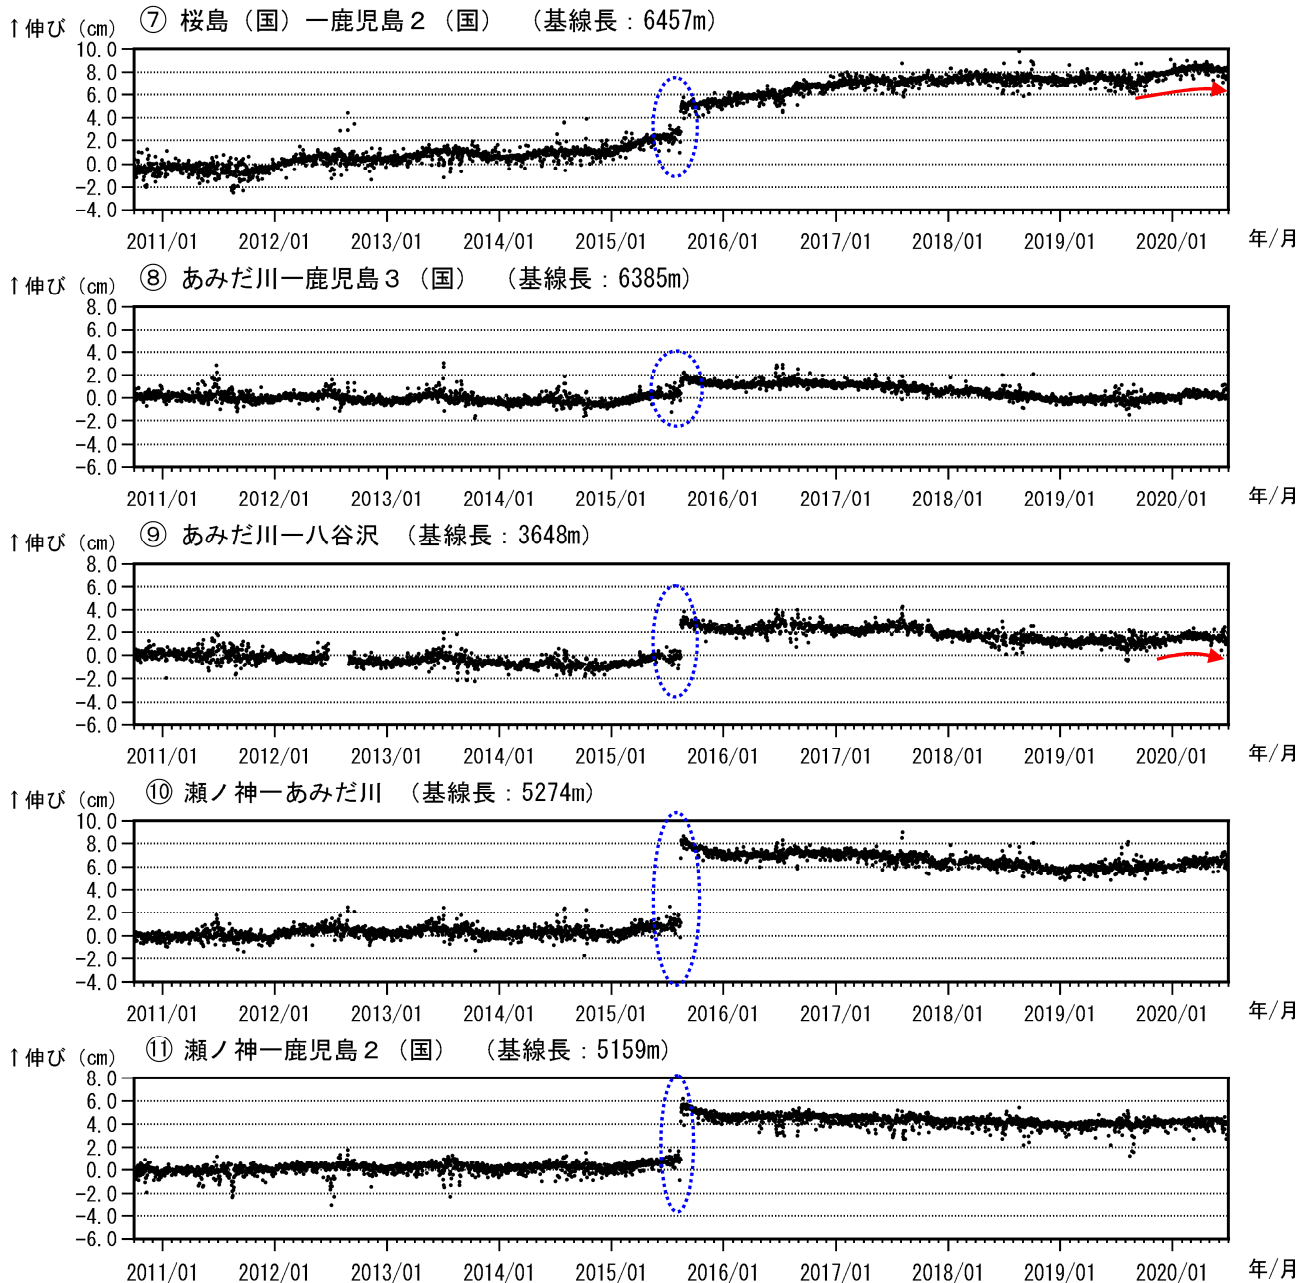 ⑦ 桜島（国）ー鹿児島２（国）　（基線長：6457m）
↑伸び（cm）
10.0
8.0
6.0
4.0
2.0
0.0
−2.0
−4.0
2011/01 2012/01 2013/01 2014/01 2015/01 2016/01 2017/01 2018/01 2019/01 2020/01 年/月
⑧ あみだ川ー鹿児島３（国）　（基線長：6385m）
↑伸び（cm）
8.0
6.0
4.0
2.0
0.0
−2.0
−4.0
−6.0
2011/01 2012/01 2013/01 2014/01 2015/01 2016/01 2017/01 2018/01 2019/01 2020/01 年/月
⑨ あみだ川ー八谷沢　（基線長：3648m）
↑伸び（cm）
8.0
6.0
4.0
2.0
0.0
−2.0
−4.0
−6.0
2011/01 2012/01 2013/01 2014/01 2015/01 2016/01 2017/01 2018/01 2019/01 2020/01 年/月
⑩ 瀬ノ神ーあみだ川　（基線長：5274m）
↑伸び（cm）
10.0
8.0
6.0
4.0
2.0
0.0
−2.0
−4.0
2011/01 2012/01 2013/01 2014/01 2015/01 2016/01 2017/01 2018/01 2019/01 2020/01 年/月
⑪ 瀬ノ神ー鹿児島２（国）　（基線長：5159m）
↑伸び（cm）
8.0
6.0
4.0
2.0
0.0
−2.0
−4.0
−6.0
2011/01 2012/01 2013/01 2014/01 2015/01 2016/01 2017/01 2018/01 2019/01 2020/01 年/月